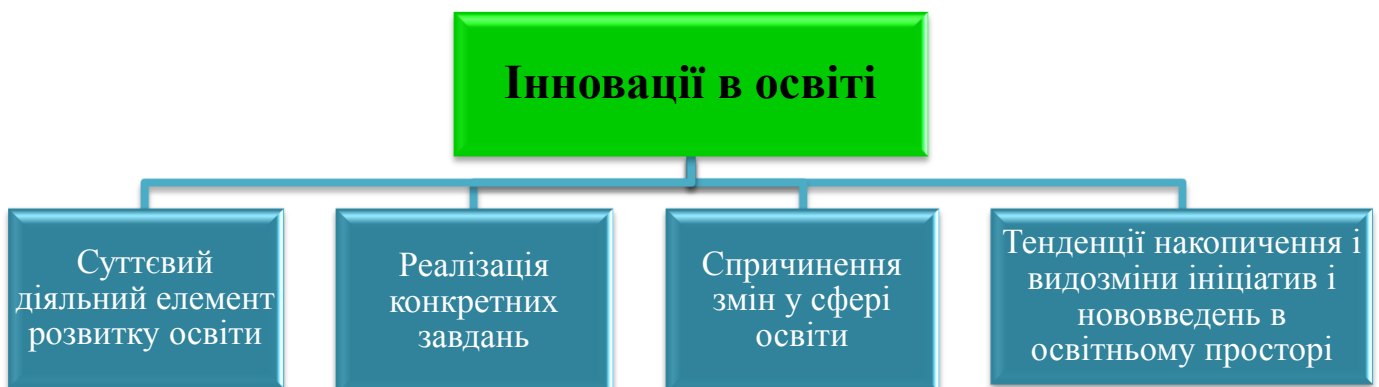 Інновації в освіті
Суттєвий
діяльний елемент
розвитку освіти
Реалізація
конкретних
завдань
Спричинення
змін у сфері
освіти
Тенденції накопичення і
видозміни ініціатив і
нововведень в
освітньому просторі